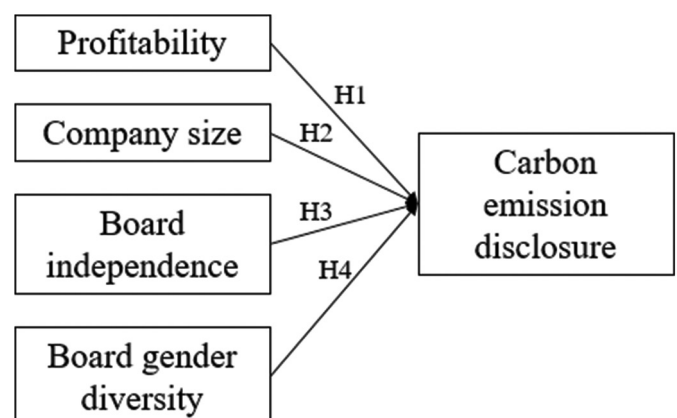 Profitability
H1
Company size
H2
Board
independence
H3
Board gender
diversity
H4
Carbon
emission
disclosure